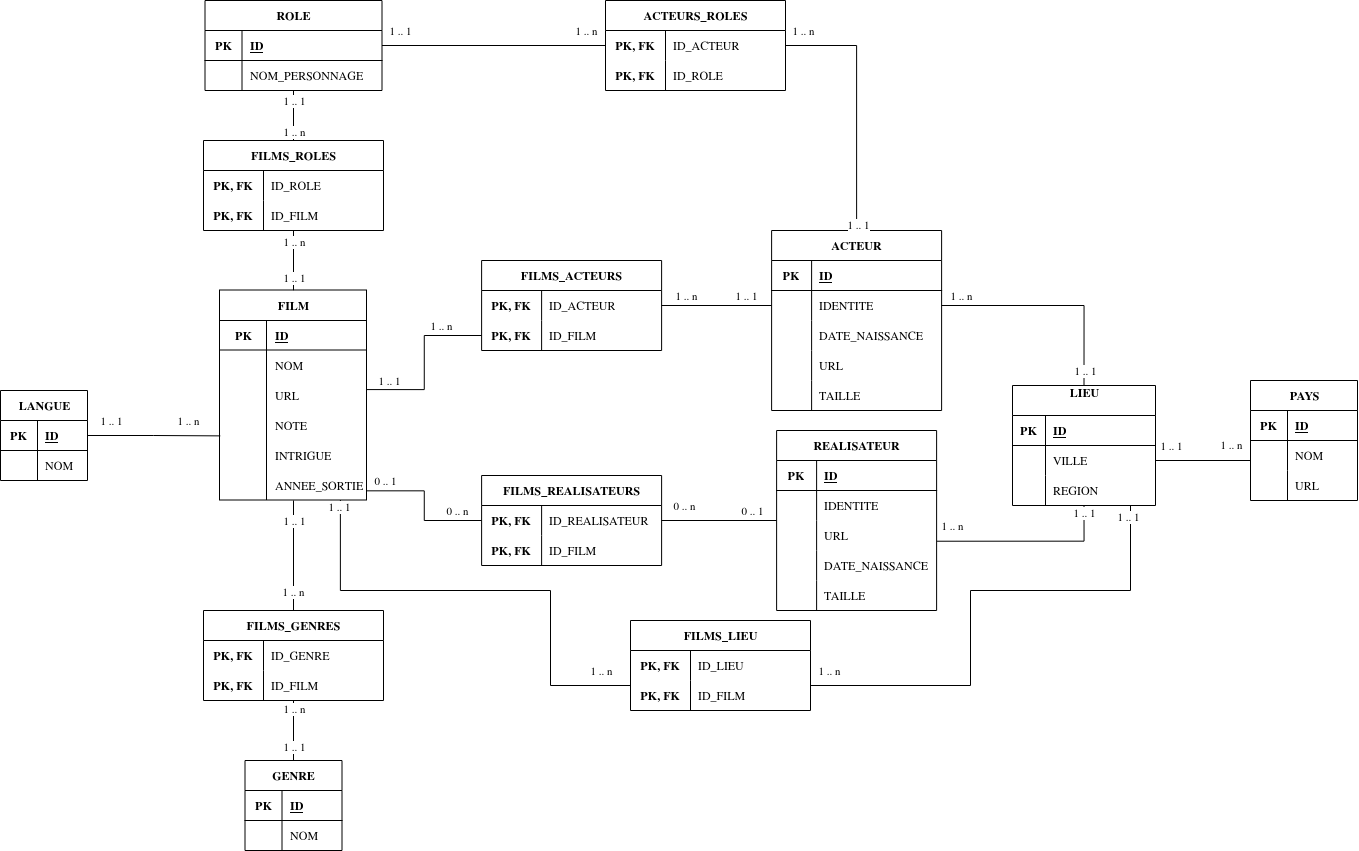 ROLE
PK ID
NOM_PERSONNAGE
1 .. 1
1 .. n
ACTEURS_ROLES
PK, FK ID_ACTEUR
PK, FK ID_ROLE
1 .. n
1 .. 1
1 .. n
FILMS_ROLES
PK, FK ID_ROLE
PK, FK ID_FILM
1 .. n
1 .. 1
1 .. 1
ACTEUR
PK ID
IDENTITE
DATE_NAISSANCE
URL
TAILLE
FILMS_ACTEURS
PK, FK ID_ACTEUR
PK, FK ID_FILM
1 .. n
1 .. 1
1 .. n
1 .. n
1 .. 1
FILM
PK ID
NOM
URL
NOTE
INTRIGUE
ANNEE_SORTIE
1 .. 1
LANGUE
PK ID
NOM
1 .. 1
1 .. n
LIEU
PK ID
VILLE
REGION
1 .. 1
1 .. n
PAYS
PK ID
NOM
URL
REALISATEUR
PK ID
IDENTITE
URL
DATE_NAISSANCE
TAILLE
0 .. 1
0 .. n
FILMS_REALISATEURS
PK, FK ID_REALISATEUR
PK, FK ID_FILM
0 .. n
0 .. 1
1 .. n
1 .. 1
1 .. 1
1 .. 1
1 .. 1
1 .. n
FILMS_GENRES
PK, FK ID_GENRE
PK, FK ID_FILM
FILMS_LIEU
PK, FK ID_LIEU
PK, FK ID_FILM
1 .. n
1 .. n
1 .. n
1 .. 1
GENRE
PK ID
NOM